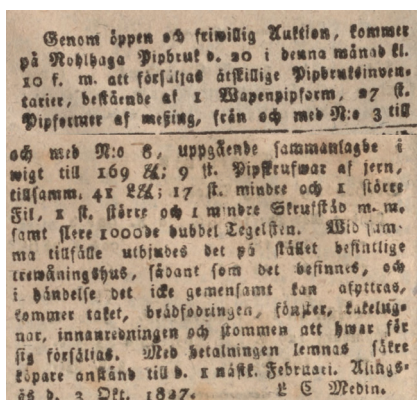 Genom öppen och friwillig Auktion, kommer
på Nohlhaga Pipbruk d. 20 i denna månad kl.
10 f. m. att försäljas åtskillige Pipbruksinven-
tarier, bestående af 1 Wapenpipform, 27 st.
Pipformer af meßing, från och med N:o 3 till
och med N:o 8, uppgående sammanlagde i
wigt till 169 ℔; 9 st. Pipskrufwar af jern,
tillsamm. 41 L℔; 17 st. mindre och 1 större
Fil, 1 st. större och 1 mindre Skrufstäd m. m.
samt flere 1000de dubbel Tegelsten. Wid sam-
ma tillfälle utbjudes det på stället befintlige
trewåningshus, sådant som det befinnes, och
i händelse det icke gemensamt kan afyttras,
kommer taket, brädfodringen, fönster, kakelug-
nar, innanredningen och stommen att hwar för
sig försäljas. Med betalningen lemnas säkre
köpare anstånd till d. 1 näftk. Februari. Alings-
ås d. 3 Okt. 1827. L C Medin.